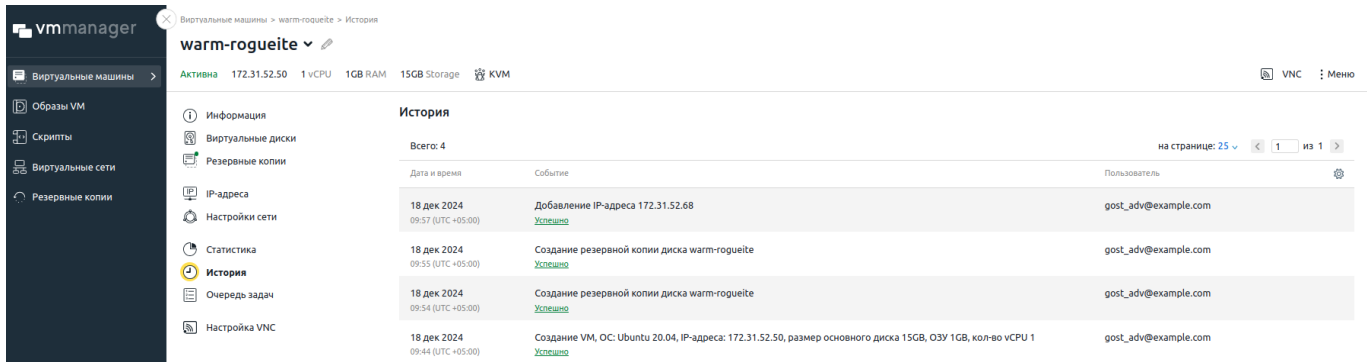 vmmanager
Виртуальные машины
Образы VM
Скрипты
Виртуальные сети
Резервные копии
Виртуальные машины > warm-rogueite > История
warm-rogueite
Активна 172.31.52.50 1 vCPU 1GB RAM 15GB Storage KVM
VNC Меню
Информация
Виртуальные диски
Резервные копии
IP-адреса
Настройки сети
Статистика
История
Очередь задач
Настройка VNC
История
Всего: 4
на странице: 25 < 1 из 1 >
Дата и время Событие Пользователь
18 дек 2024 Добавление IP-адреса 172.31.52.68 gost_adv@example.com
09:57 (UTC +05:00) Успешно
18 дек 2024 Создание резервной копии диска warm-rogueite gost_adv@example.com
09:55 (UTC +05:00) Успешно
18 дек 2024 Создание резервной копии диска warm-rogueite gost_adv@example.com
09:54 (UTC +05:00) Успешно
18 дек 2024 Создание VM, ОС: Ubuntu 20.04, IP-адреса: 172.31.52.50, размер основного диска 15GB, ОЗУ 1GB, кол-во vCPU 1 gost_adv@example.com
09:44 (UTC +05:00) Успешно